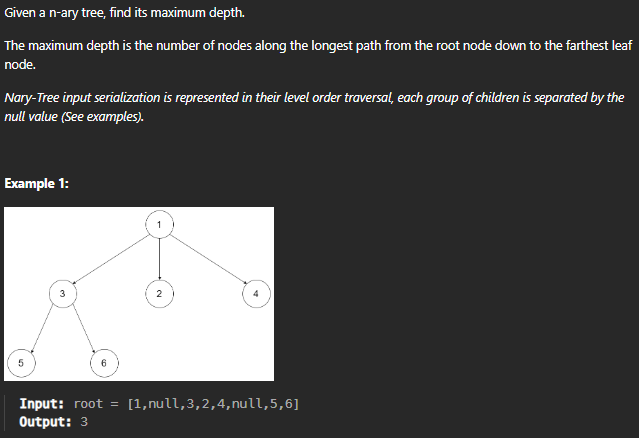 Given a n-ary tree, find its maximum depth.
The maximum depth is the number of nodes along the longest path from the root node down to the farthest leaf
node.
Nary-Tree input serialization is represented in their level order traversal, each group of children is separated by the
null value (See examples).
Example 1:
1
3 2 4
5 6
Input: root = [1,null,3,2,4,null,5,6]
Output: 3